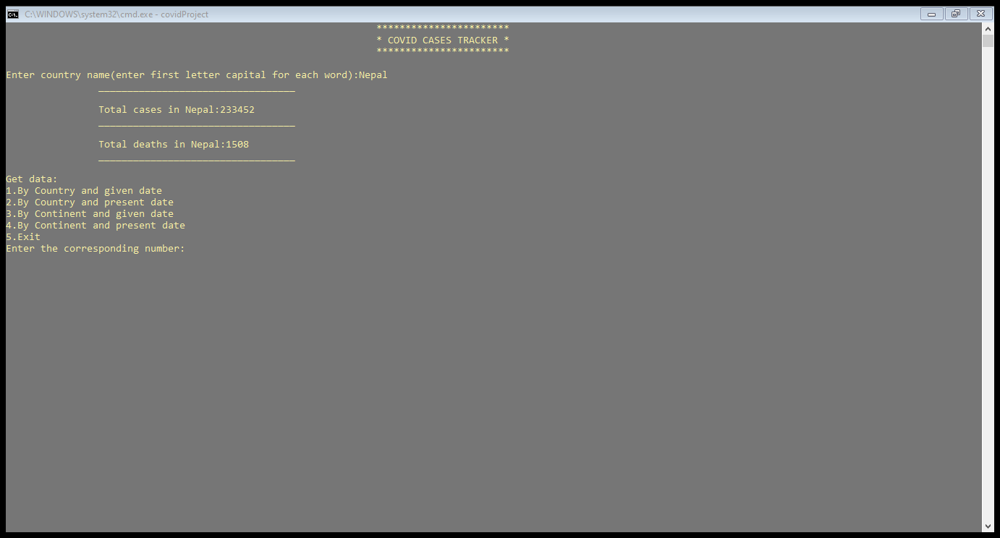 C:\WINDOWS\system32\cmd.exe - covidProject
***********************
* COVID CASES TRACKER *
***********************
Enter country name(enter first letter capital for each word):Nepal
__________________________________
Total cases in Nepal:233452
__________________________________
Total deaths in Nepal:1508
__________________________________
Get data:
1.By Country and given date
2.By Country and present date
3.By Continent and given date
4.By Continent and present date
5.Exit
Enter the corresponding number: